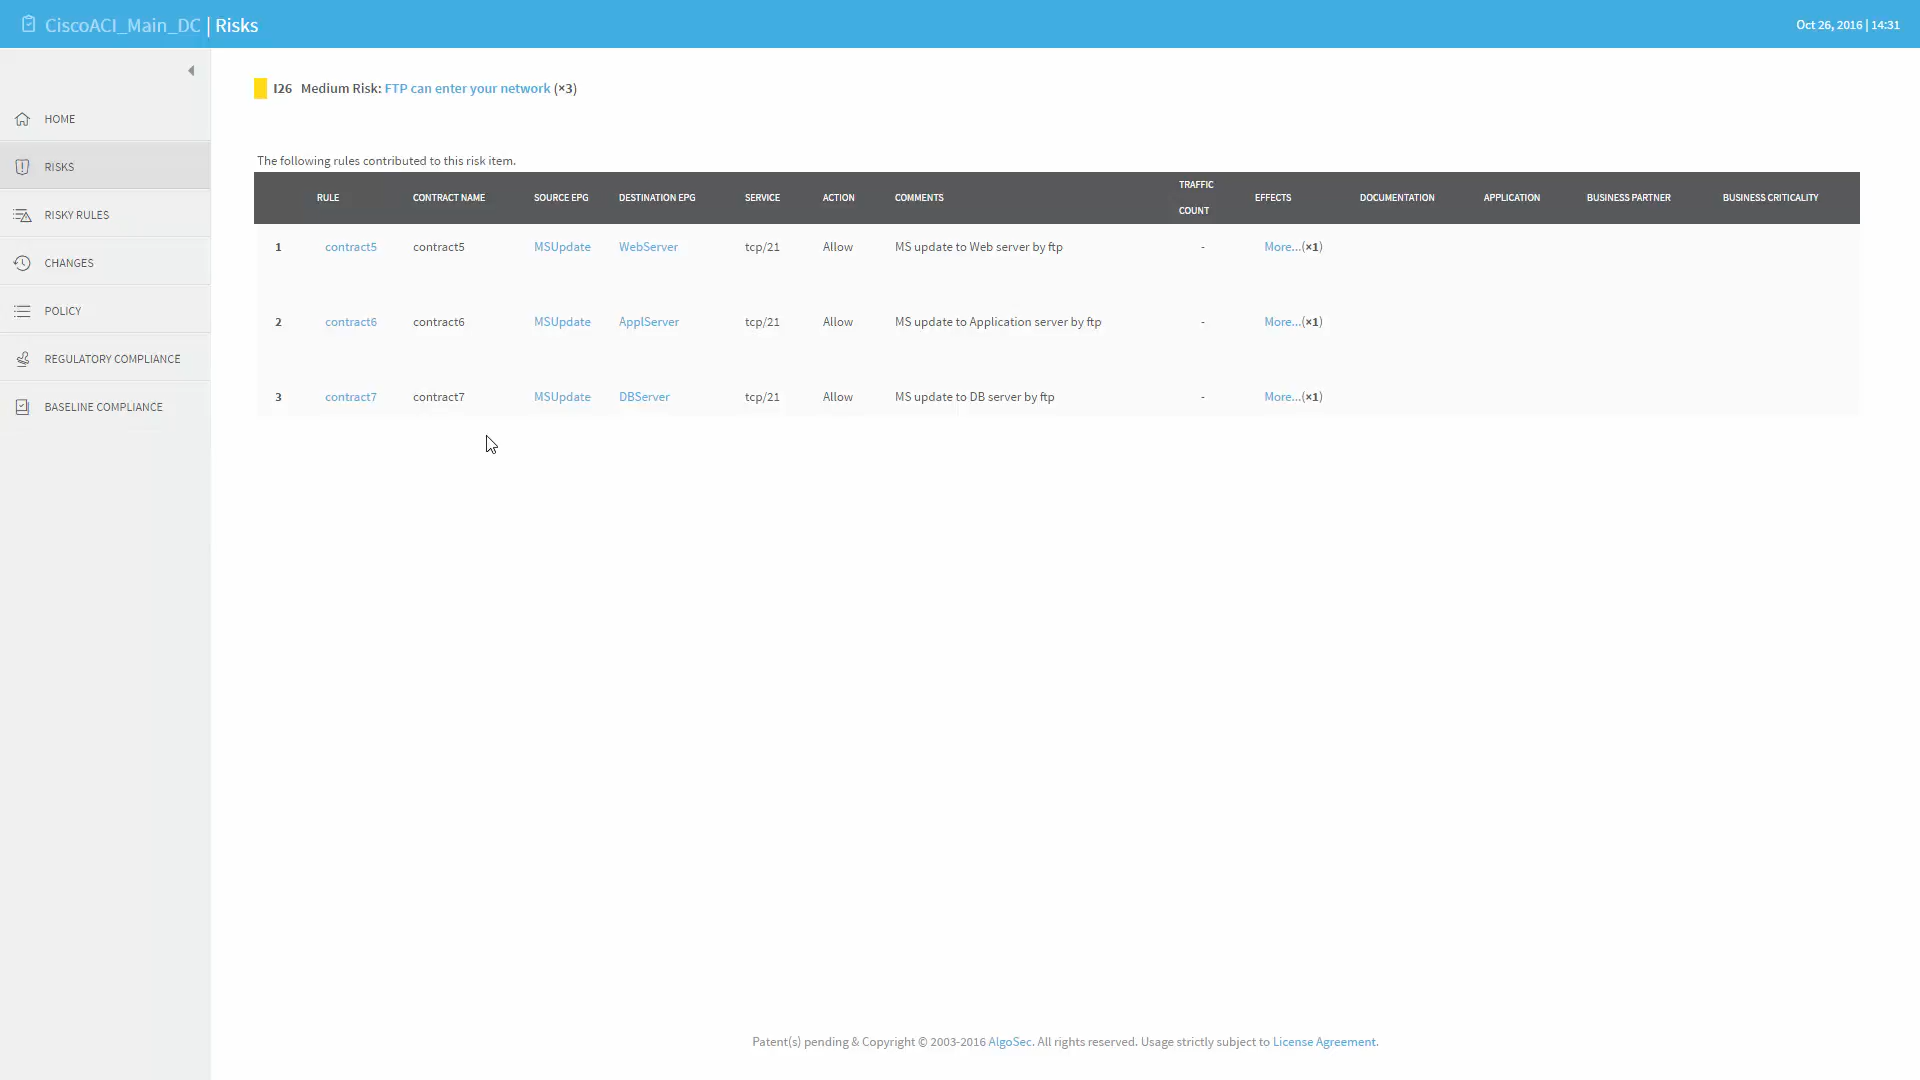 CiscoACI_Main_DC | Risks
Oct 26, 2016 | 14:31
HOME
RISKS
RISKY RULES
CHANGES
POLICY
REGULATORY COMPLIANCE
BASELINE COMPLIANCE
I26 Medium Risk: FTP can enter your network (×3)
The following rules contributed to this risk item.
RULE CONTRACT NAME SOURCE EPG DESTINATION EPG SERVICE ACTION COMMENTS TRAFFIC COUNT EFFECTS DOCUMENTATION APPLICATION BUSINESS PARTNER BUSINESS CRITICALITY
1 contract5 contract5 MSUpdate WebServer tcp/21 Allow MS update to Web server by ftp - More...(×1)
2 contract6 contract6 MSUpdate ApplServer tcp/21 Allow MS update to Application server by ftp - More...(×1)
3 contract7 contract7 MSUpdate DBServer tcp/21 Allow MS update to DB server by ftp - More...(×1)
Patent(s) pending & Copyright © 2003-2016 AlgoSec. All rights reserved. Usage strictly subject to License Agreement.